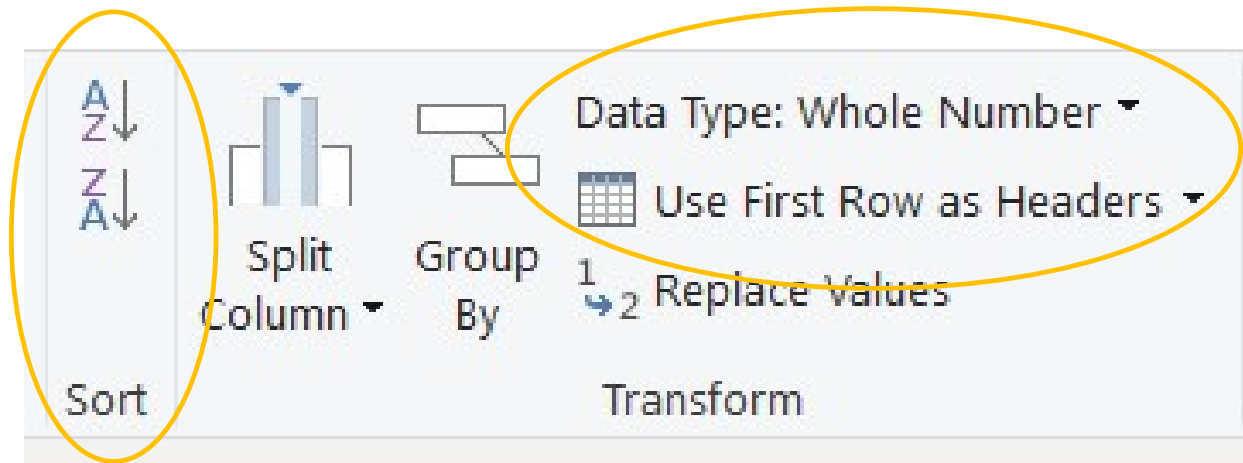 A
Z
Z
A
Sort
Split
Column
Group
By
Data Type: Whole Number
Use First Row as Headers
1
2 Replace Values
Transform